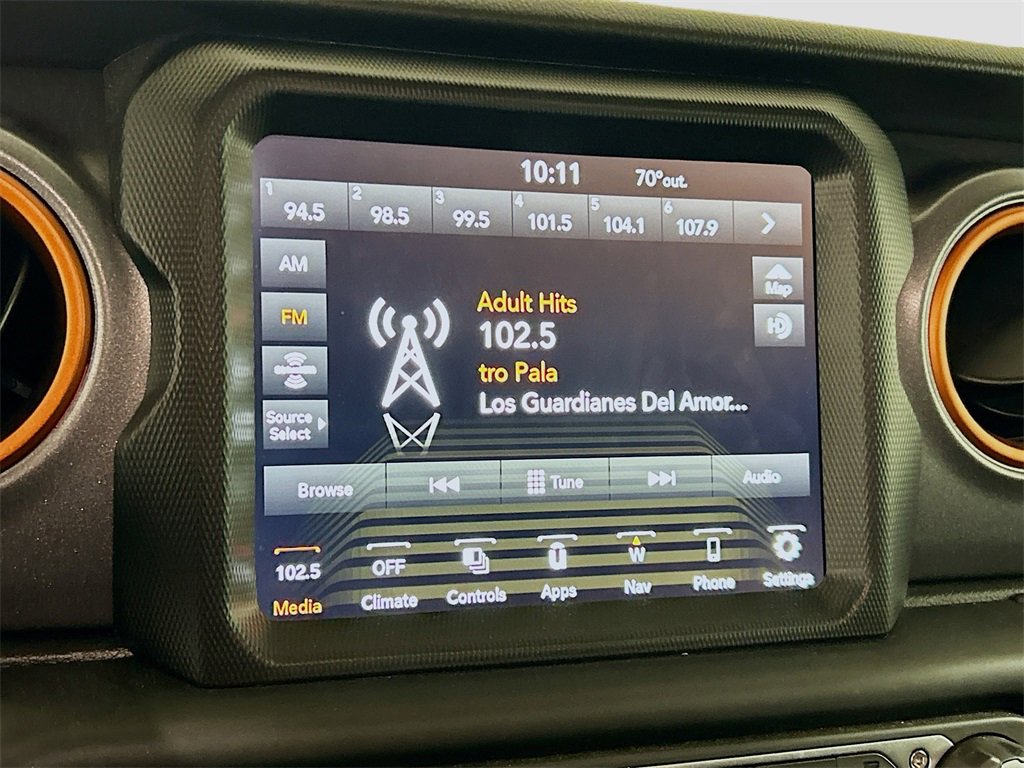 10:11 70°out.
1 94.5 2 98.5 3 99.5 4 101.5 5 104.1 6 107.9
AM
FM
Source
Select
Map
HD
Adult Hits
102.5
tro Pala
Los Guardianes Del Amor...
Browse Tune Audio
102.5 OFF U W
Media Climate Controls Apps Nav Phone Settings